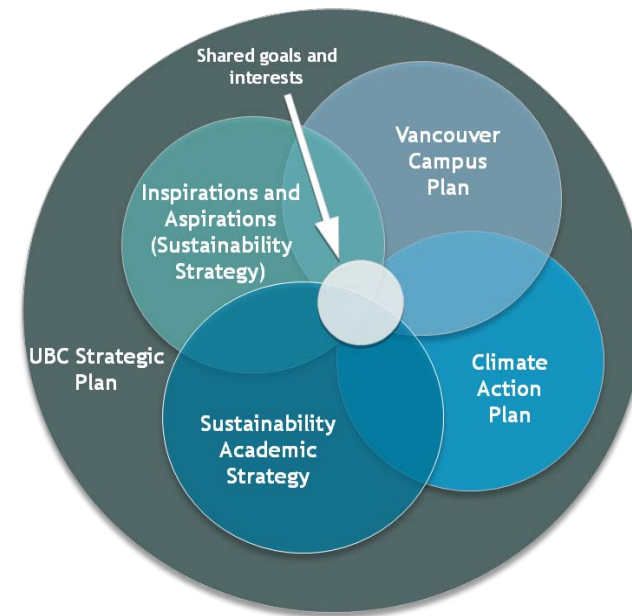 Shared goals and
interests
Vancouver
Campus
Plan
Inspirations and
Aspirations
(Sustainability
Strategy)
UBC Strategic
Plan
Climate
Action
Plan
Sustainability
Academic
Strategy